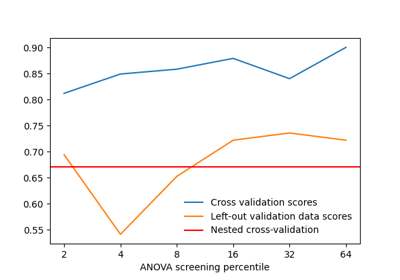 0.90
0.85
0.80
0.75
0.70
0.65
0.60
0.55
Cross validation scores
Left-out validation data scores
Nested cross-validation
2 4 8 16 32 64
ANOVA screening percentile